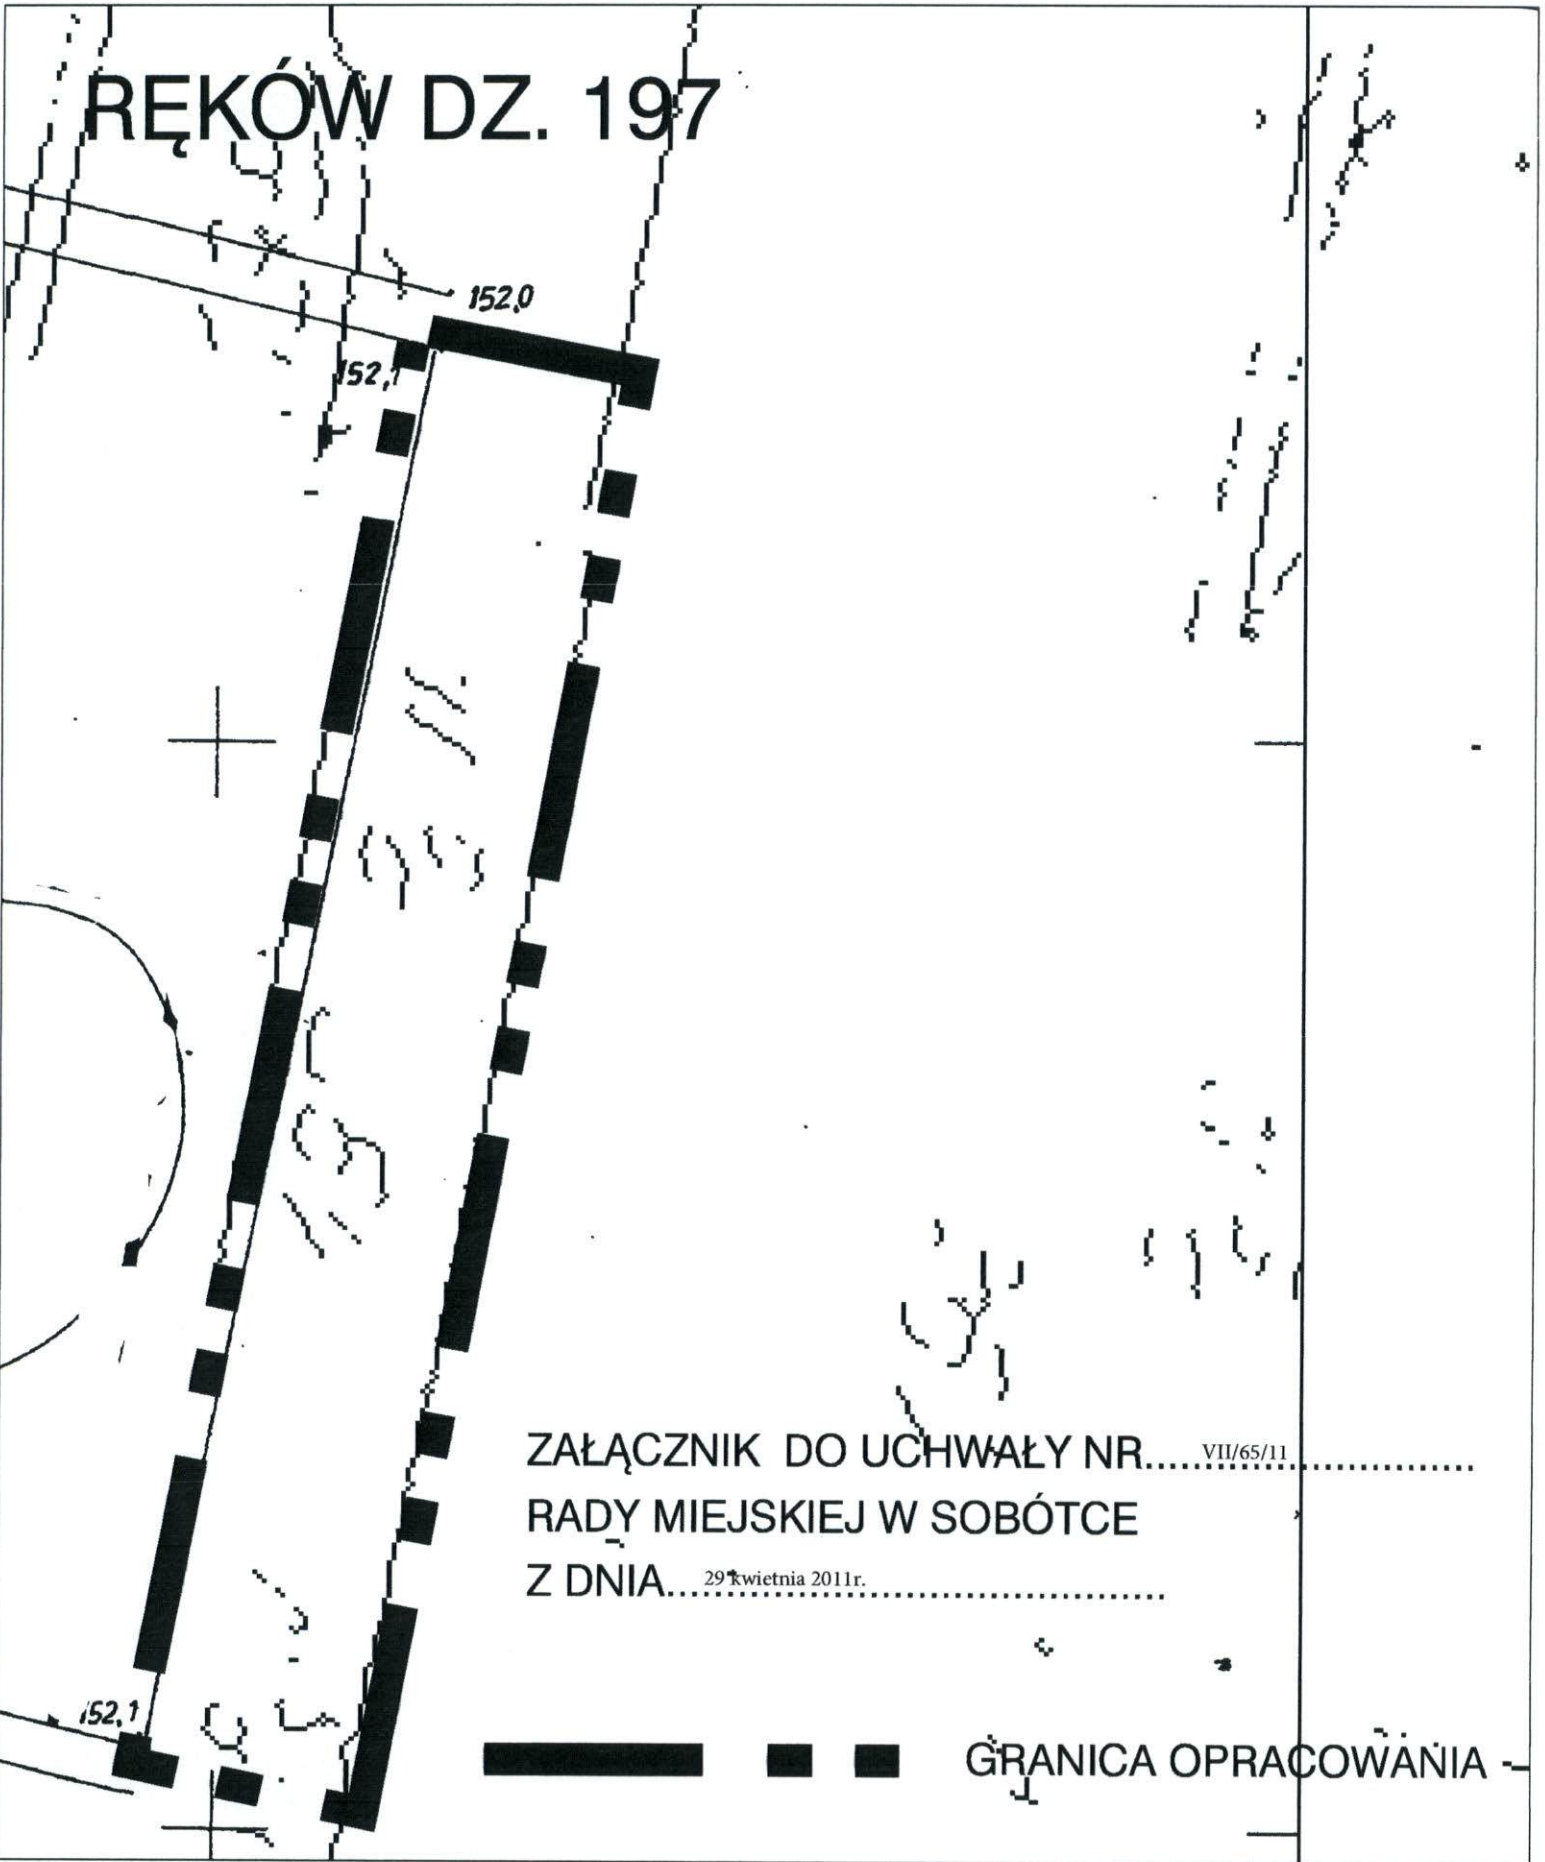 RĘKÓW DZ. 197
152,0
152,1
ZAŁĄCZNIK DO UCHWAŁY NR.....VII/65/11..................
RADY MIEJSKIEJ W SOBÓTCE
Z DNIA....29 kwietnia 2011r...............................
152,1
GRANICA OPRACOWANIA